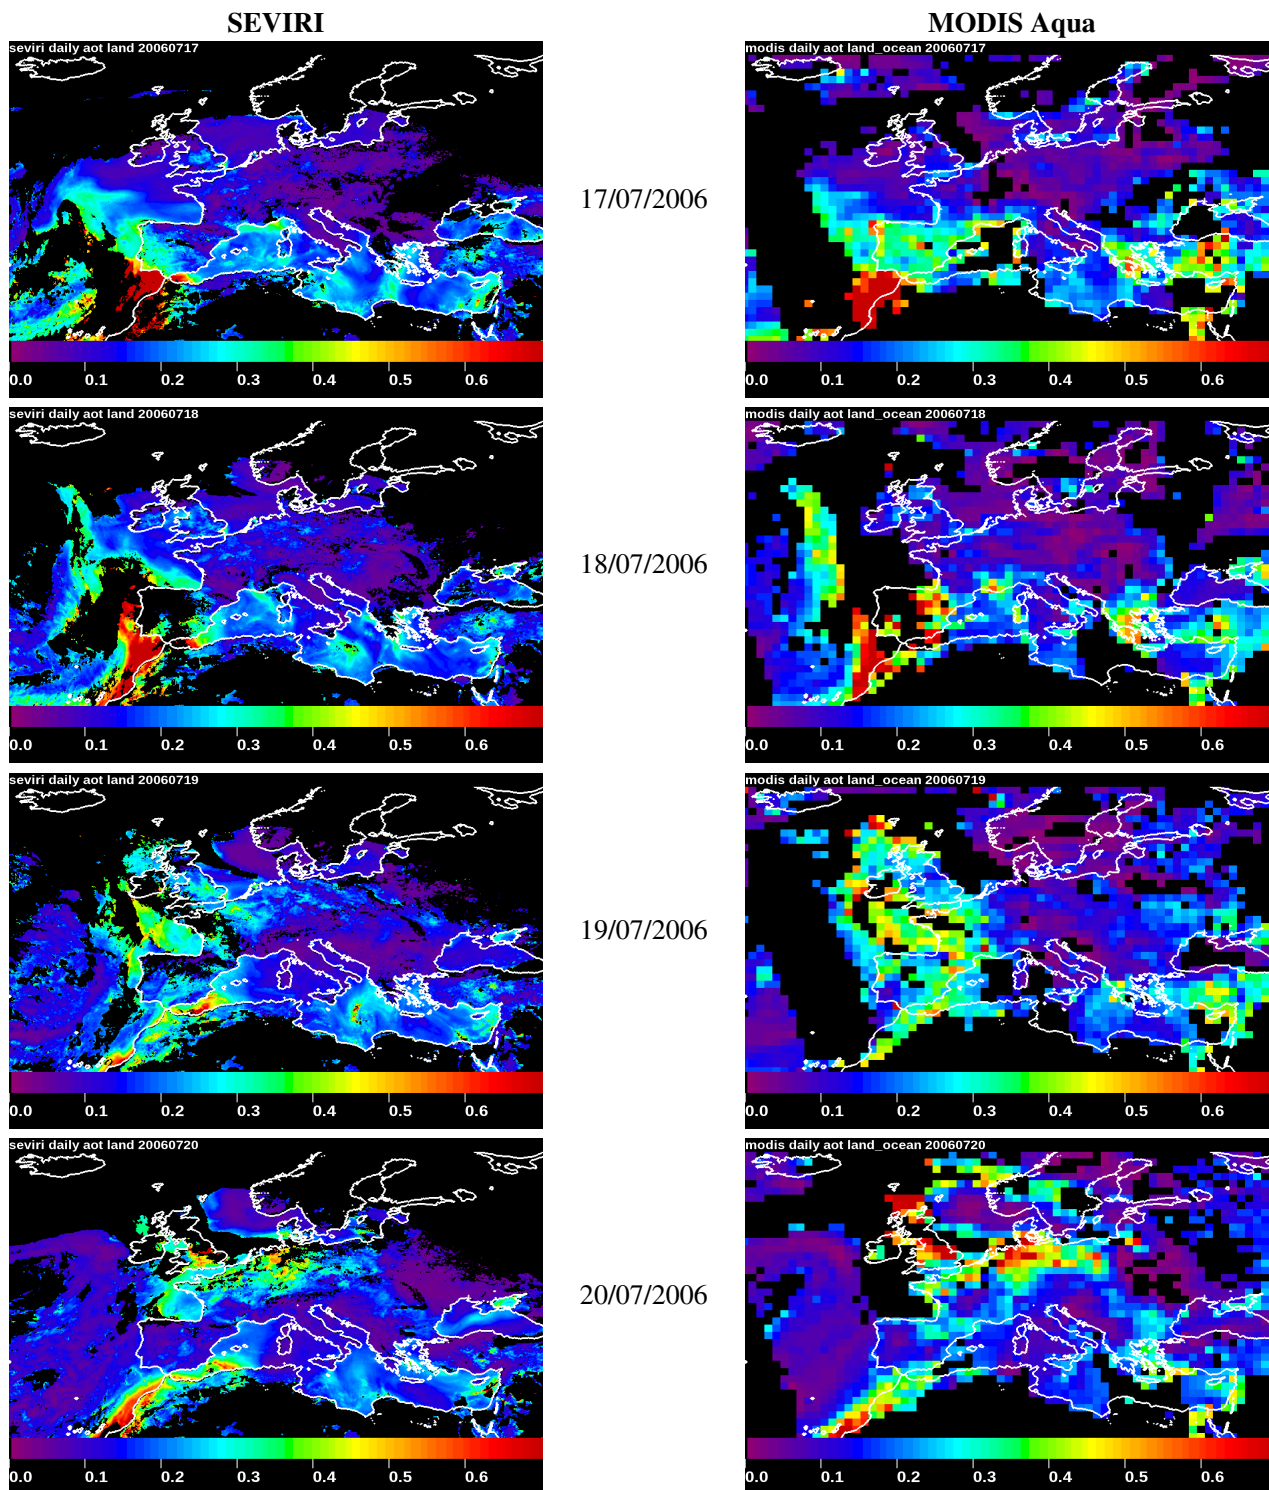 SEVIRI
MODIS Aqua
seviri daily aot land 20060717
modis daily aot land_ocean 20060717
17/07/2006
0.0 0.1 0.2 0.3 0.4 0.5 0.6
0.0 0.1 0.2 0.3 0.4 0.5 0.6
seviri daily aot land 20060718
modis daily aot land_ocean 20060718
18/07/2006
0.0 0.1 0.2 0.3 0.4 0.5 0.6
0.0 0.1 0.2 0.3 0.4 0.5 0.6
seviri daily aot land 20060719
modis daily aot land_ocean 20060719
19/07/2006
0.0 0.1 0.2 0.3 0.4 0.5 0.6
0.0 0.1 0.2 0.3 0.4 0.5 0.6
seviri daily aot land 20060720
modis daily aot land_ocean 20060720
20/07/2006
0.0 0.1 0.2 0.3 0.4 0.5 0.6
0.0 0.1 0.2 0.3 0.4 0.5 0.6